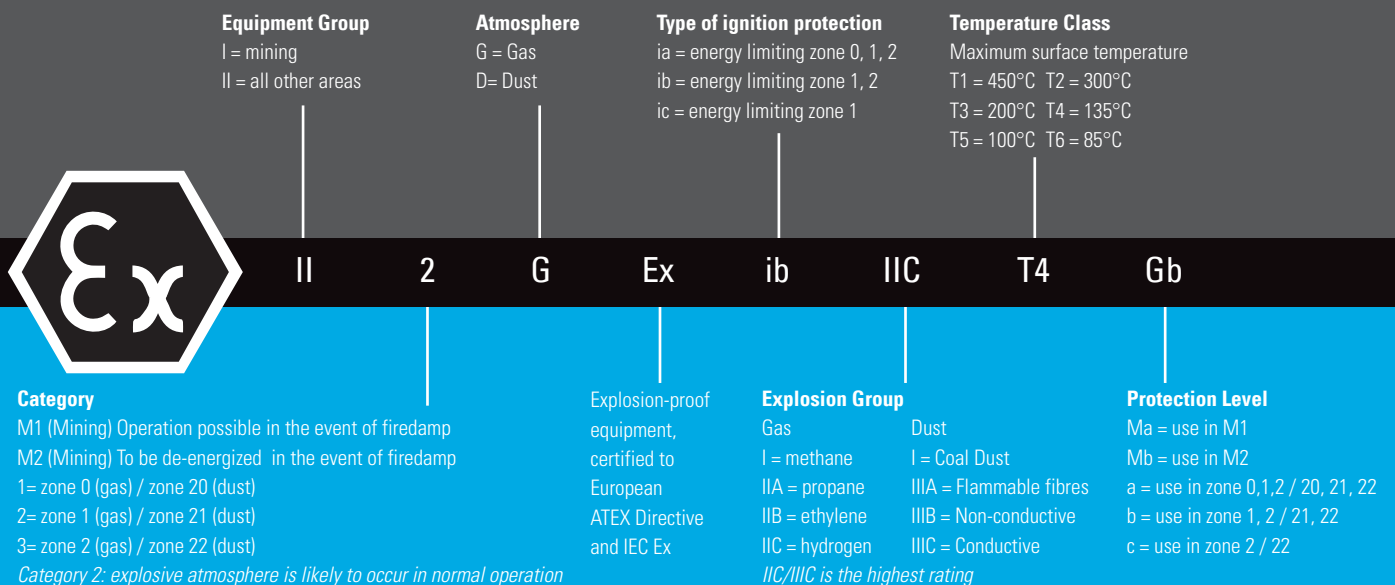 Equipment Group
I = mining
II = all other areas
Atmosphere
G = Gas
D= Dust
Type of ignition protection
ia = energy limiting zone 0, 1, 2
ib = energy limiting zone 1, 2
ic = energy limiting zone 1
Temperature Class
Maximum surface temperature
T1 = 450°C T2 = 300°C
T3 = 200°C T4 = 135°C
T5 = 100°C T6 = 85°C
Ex II 2 G Ex ib IIC T4 Gb
Category
M1 (Mining) Operation possible in the event of firedamp
M2 (Mining) To be de-energized in the event of firedamp
1= zone 0 (gas) / zone 20 (dust)
2= zone 1 (gas) / zone 21 (dust)
3= zone 2 (gas) / zone 22 (dust)
Category 2: explosive atmosphere is likely to occur in normal operation
Explosion-proof
equipment,
certified to
European
ATEX Directive
and IEC Ex
Explosion Group
Gas Dust
I = methane I = Coal Dust
IIA = propane IIIA = Flammable fibres
IIB = ethylene IIIB = Non-conductive
IIC = hydrogen IIIC = Conductive
IIC/IIIC is the highest rating
Protection Level
Ma = use in M1
Mb = use in M2
a = use in zone 0,1,2 / 20, 21, 22
b = use in zone 1, 2 / 21, 22
c = use in zone 2 / 22